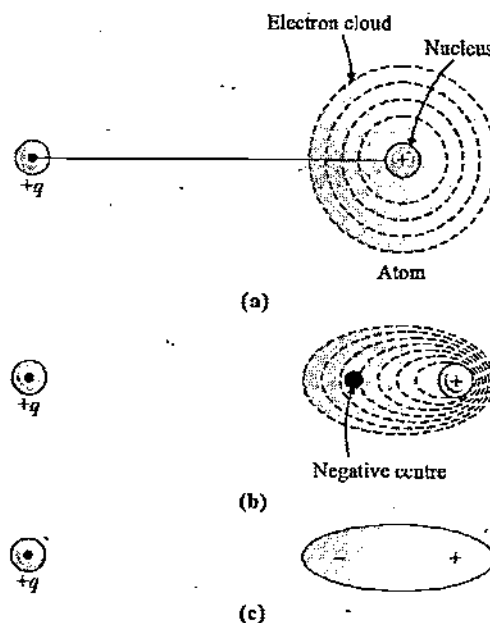 Electron cloud
Nucleus
+
+q
Atom
(a)
+
+q
Negative centre
(b)
− +
+q
(c)